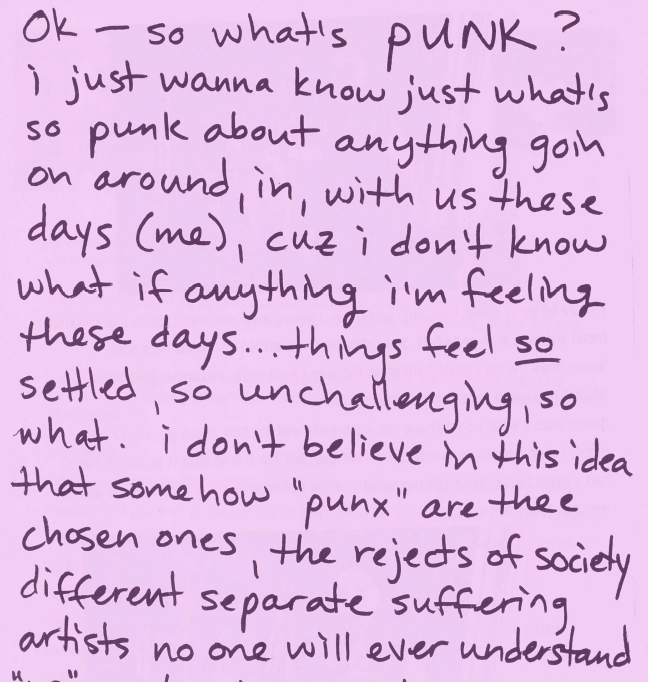 Ok — so what's PUNK?
i just wanna know just what's
so punk about anything goin
on around, in, with us these
days (me), cuz i don't know
what if anything i'm feeling
these days...things feel so
settled, so unchallenging, so
what. i don't believe in this idea
that somehow "punx" are thee
chosen ones, the rejects of society
different separate suffering
artists no one will ever understand